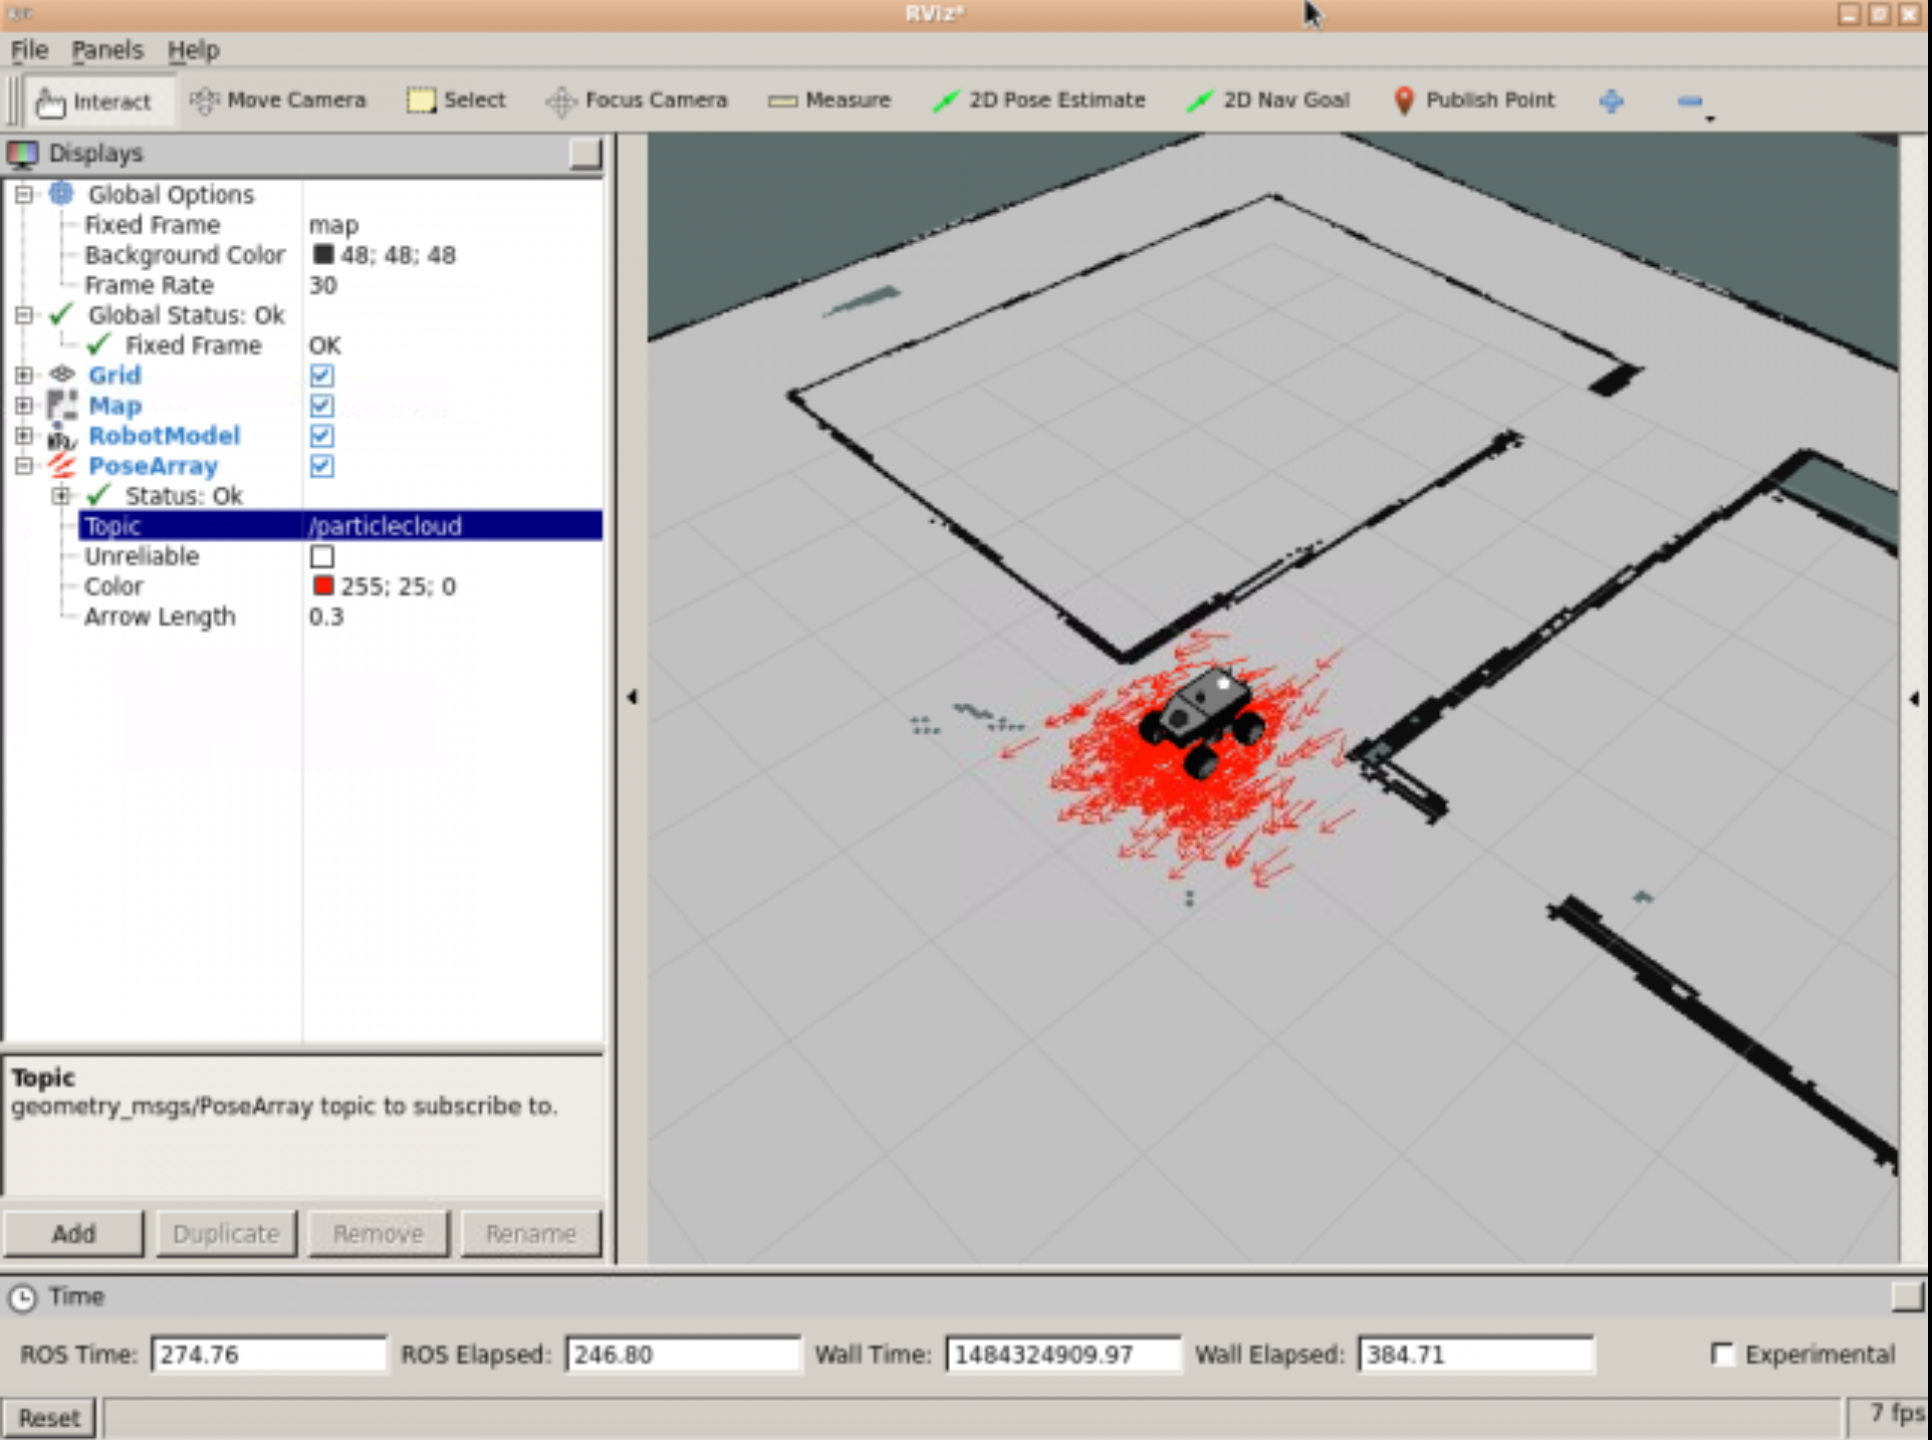 RViz*
File Panels Help
Interact Move Camera Select Focus Camera Measure 2D Pose Estimate 2D Nav Goal Publish Point
Displays
Global Options
Fixed Frame map
Background Color 48; 48; 48
Frame Rate 30
Global Status: Ok
Fixed Frame OK
Grid
Map
RobotModel
PoseArray
Status: Ok
Topic /particlecloud
Unreliable
Color 255; 25; 0
Arrow Length 0.3
Topic
geometry_msgs/PoseArray topic to subscribe to.
Add Duplicate Remove Rename
Time
ROS Time: 274.76 ROS Elapsed: 246.80 Wall Time: 1484324909.97 Wall Elapsed: 384.71 Experimental
Reset 7 fps